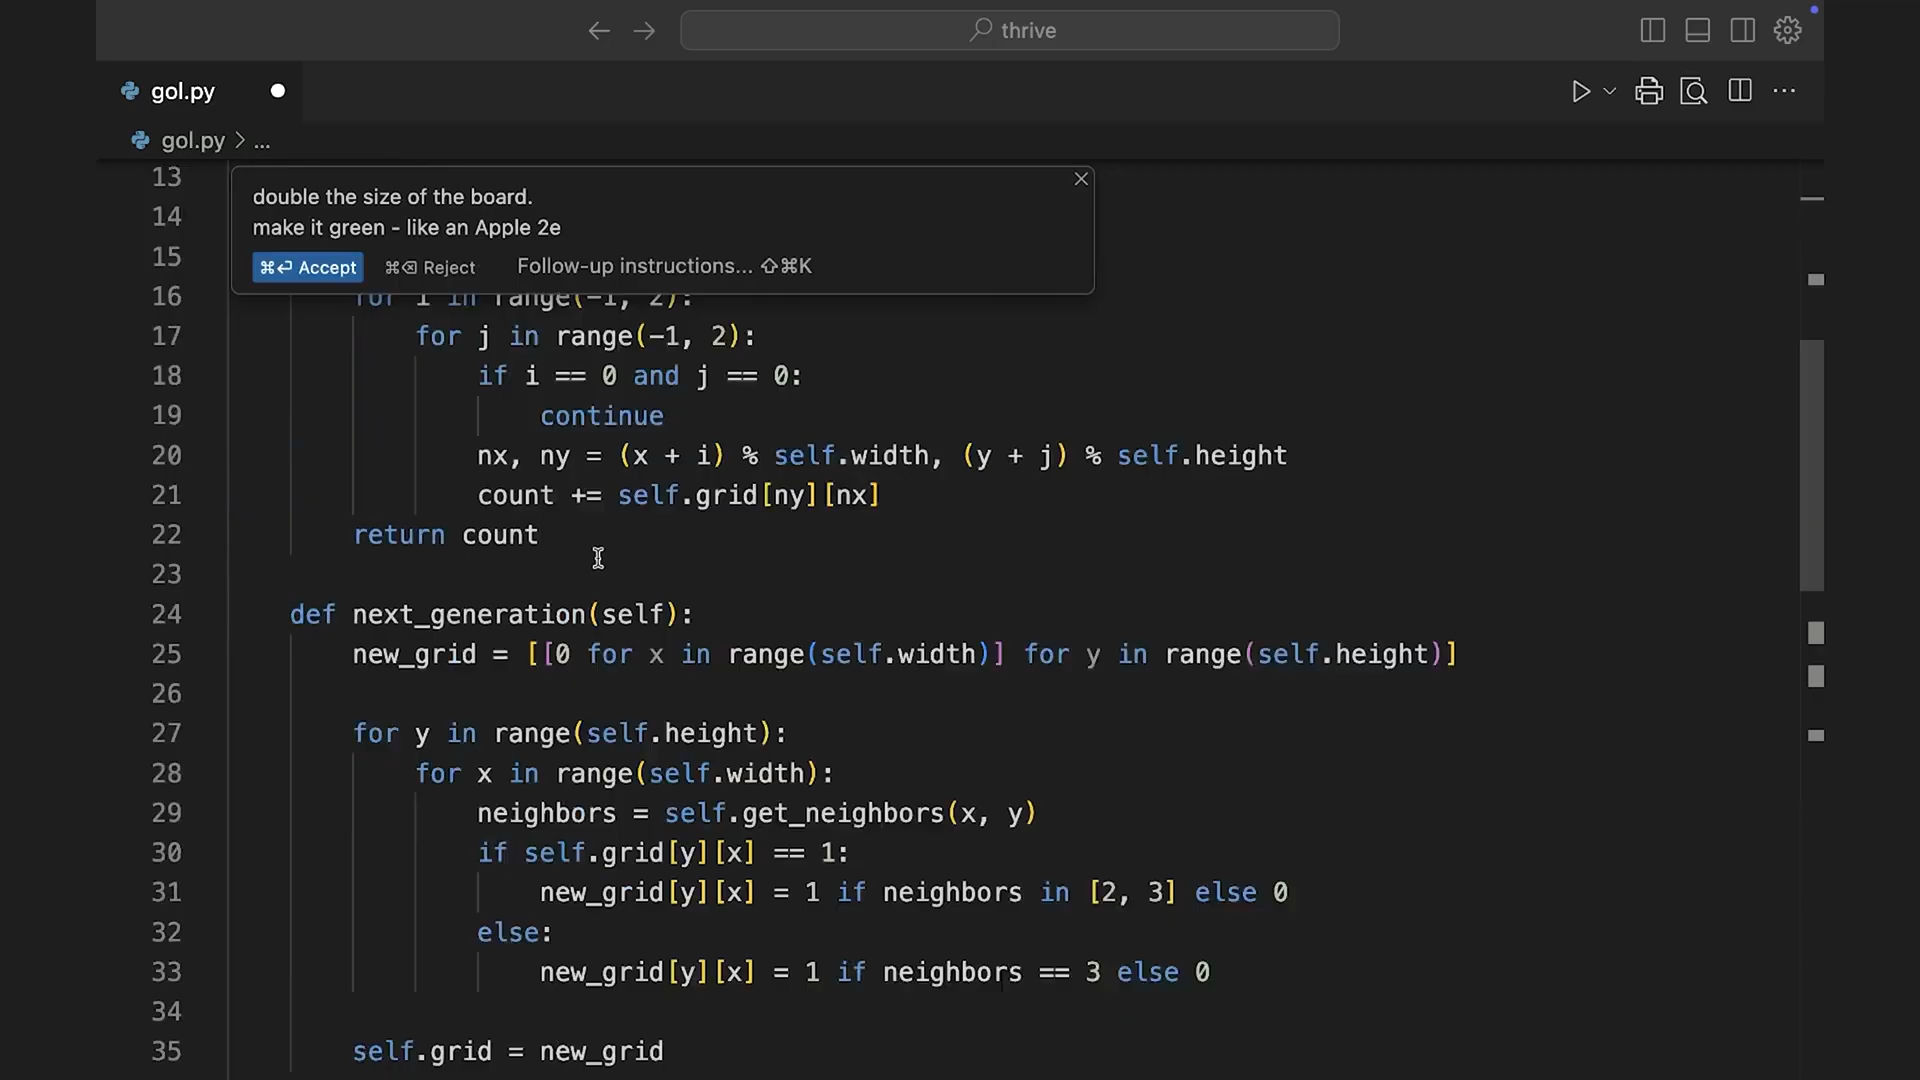 thrive
gol.py
gol.py > ...
13
double the size of the board.
14
make it green - like an Apple 2e
15
⌘⏎ Accept ⌘⌫ Reject Follow-up instructions... ⇧⌘K
16 for i in range(-1, 2):
17 for j in range(-1, 2):
18 if i == 0 and j == 0:
19 continue
20 nx, ny = (x + i) % self.width, (y + j) % self.height
21 count += self.grid[ny][nx]
22 return count
23
24 def next_generation(self):
25 new_grid = [[0 for x in range(self.width)] for y in range(self.height)]
26
27 for y in range(self.height):
28 for x in range(self.width):
29 neighbors = self.get_neighbors(x, y)
30 if self.grid[y][x] == 1:
31 new_grid[y][x] = 1 if neighbors in [2, 3] else 0
32 else:
33 new_grid[y][x] = 1 if neighbors == 3 else 0
34
35 self.grid = new_grid